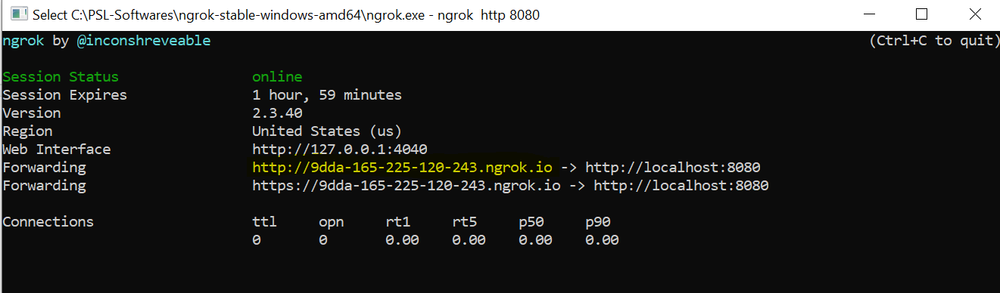 Select C:\PSL-Softwares\ngrok-stable-windows-amd64\ngrok.exe - ngrok  http 8080
ngrok by @inconshreveable (Ctrl+C to quit)
Session Status online
Session Expires 1 hour, 59 minutes
Version 2.3.40
Region United States (us)
Web Interface http://127.0.0.1:4040
Forwarding http://9dda-165-225-120-243.ngrok.io -> http://localhost:8080
Forwarding https://9dda-165-225-120-243.ngrok.io -> http://localhost:8080
Connections ttl opn rt1 rt5 p50 p90
0 0 0.00 0.00 0.00 0.00